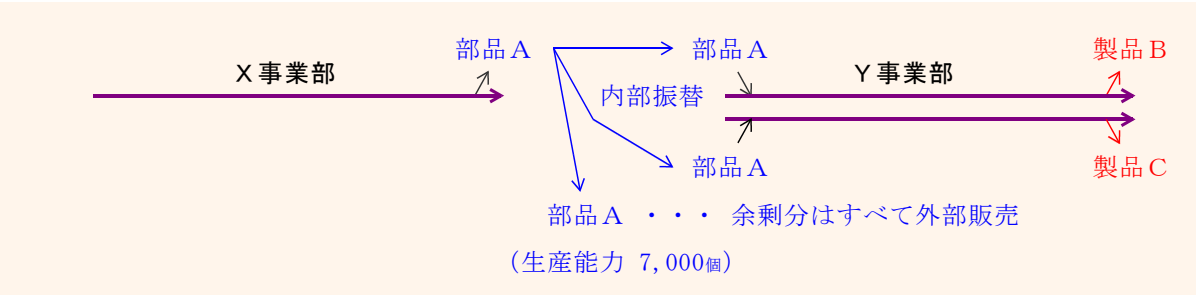 部品A 部品A 製品B
X事業部 Y事業部
内部振替
部品A 製品C
部品A ・・・ 余剰分はすべて外部販売
(生産能力 7,000個)